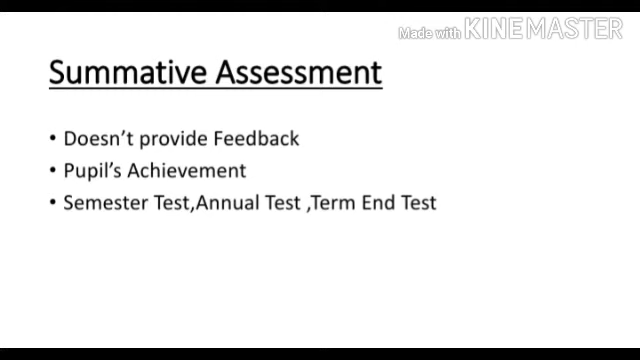 Made with KINEMASTER
Summative Assessment
• Doesn't provide Feedback
• Pupil's Achievement
• Semester Test,Annual Test ,Term End Test